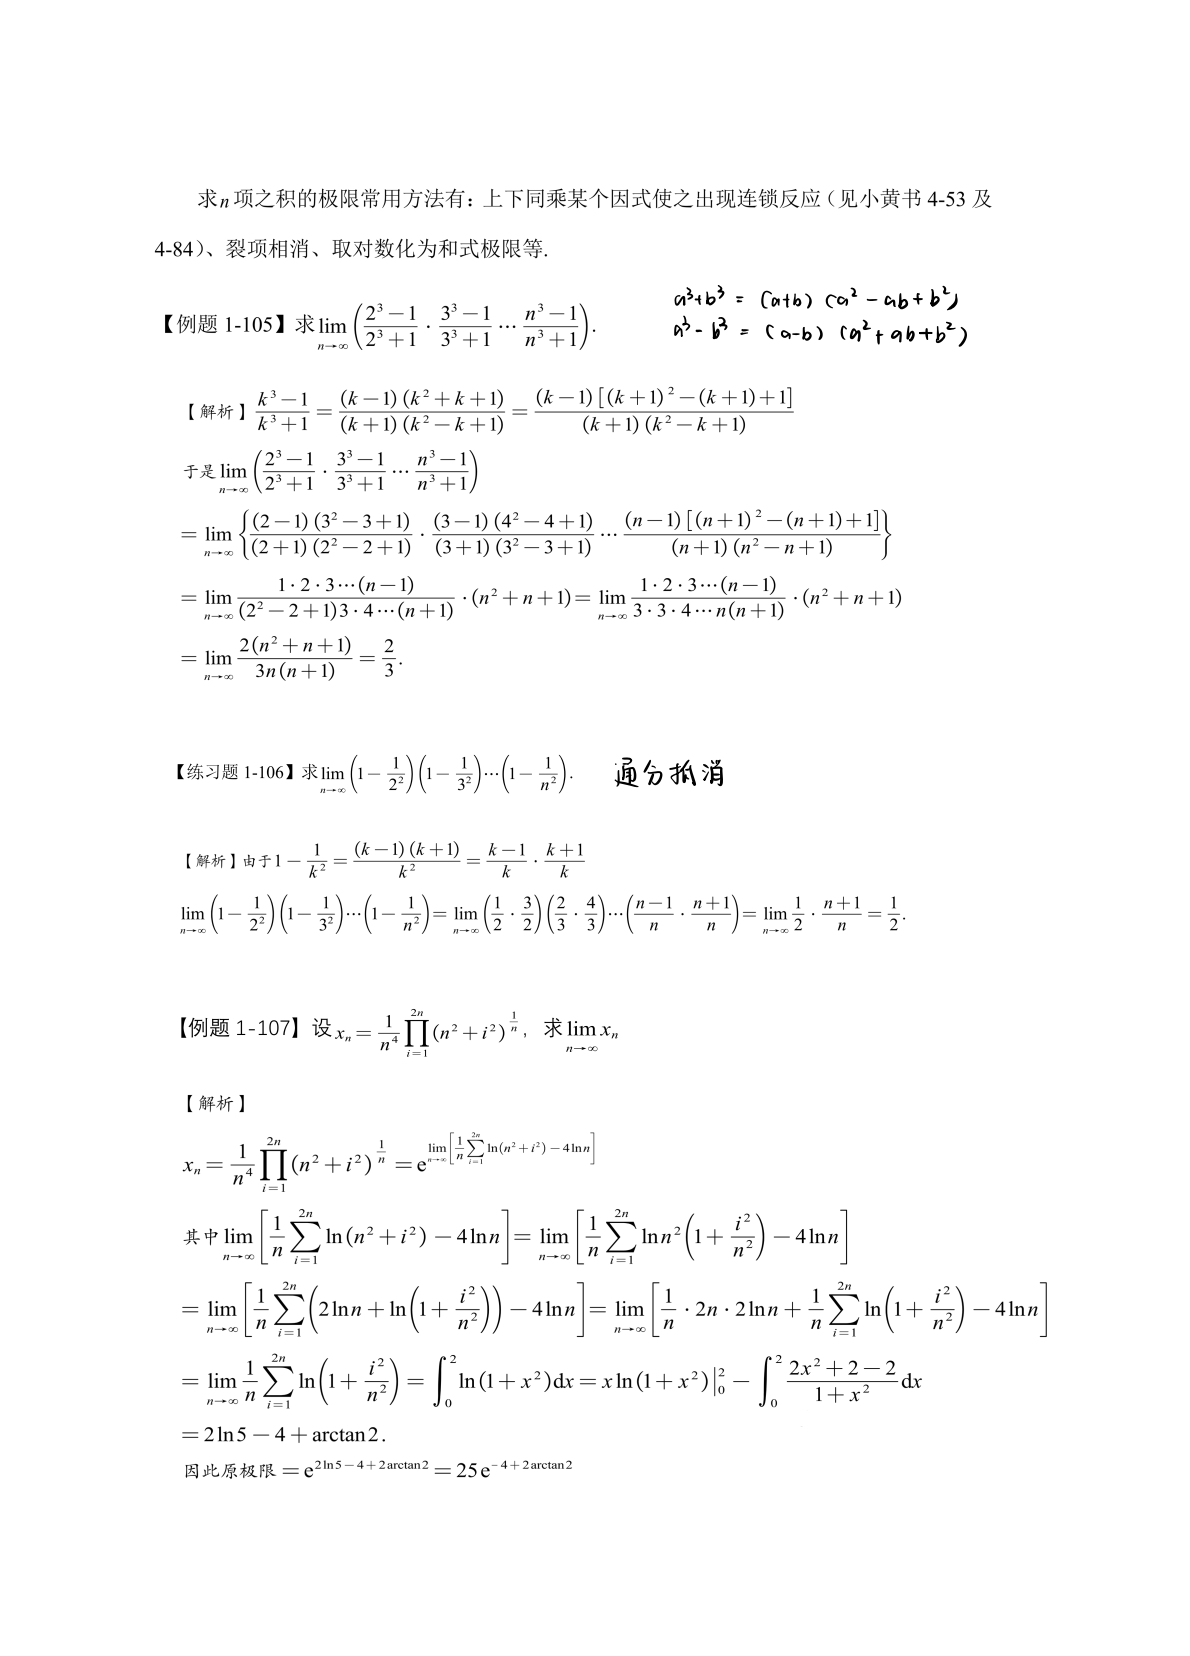 求n项之积的极限常用方法有：上下同乘某个因式使之出现连锁反应（见小黄书 4-53 及
4-84）、裂项相消、取对数化为和式极限等.
【例题 1-105】求 $\lim_{n\to\infty}\left(\frac{2^3-1}{2^3+1}\cdot\frac{3^3-1}{3^3+1}\cdots\frac{n^3-1}{n^3+1}\right)$.
a³+b³ = (a+b) (a² - ab + b²)
a³ - b³ = (a-b) (a² + ab + b²)
【解析】$\frac{k^3-1}{k^3+1}=\frac{(k-1)(k^2+k+1)}{(k+1)(k^2-k+1)}=\frac{(k-1)[(k+1)^2-(k+1)+1]}{(k+1)(k^2-k+1)}$
于是 $\lim_{n\to\infty}\left(\frac{2^3-1}{2^3+1}\cdot\frac{3^3-1}{3^3+1}\cdots\frac{n^3-1}{n^3+1}\right)$
$=\lim_{n\to\infty}\left\{\frac{(2-1)(3^2-3+1)}{(2+1)(2^2-2+1)}\cdot\frac{(3-1)(4^2-4+1)}{(3+1)(3^2-3+1)}\cdots\frac{(n-1)[(n+1)^2-(n+1)+1]}{(n+1)(n^2-n+1)}\right\}$
$=\lim_{n\to\infty}\frac{1\cdot2\cdot3\cdots(n-1)}{(2^2-2+1)3\cdot4\cdots(n+1)}\cdot(n^2+n+1)=\lim_{n\to\infty}\frac{1\cdot2\cdot3\cdots(n-1)}{3\cdot3\cdot4\cdots n(n+1)}\cdot(n^2+n+1)$
$=\lim_{n\to\infty}\frac{2(n^2+n+1)}{3n(n+1)}=\frac{2}{3}$.
【练习题 1-106】求 $\lim_{n\to\infty}\left(1-\frac{1}{2^2}\right)\left(1-\frac{1}{3^2}\right)\cdots\left(1-\frac{1}{n^2}\right)$. 通分抵消
【解析】由于 $1-\frac{1}{k^2}=\frac{(k-1)(k+1)}{k^2}=\frac{k-1}{k}\cdot\frac{k+1}{k}$
$\lim_{n\to\infty}\left(1-\frac{1}{2^2}\right)\left(1-\frac{1}{3^2}\right)\cdots\left(1-\frac{1}{n^2}\right)=\lim_{n\to\infty}\left(\frac{1}{2}\cdot\frac{3}{2}\right)\left(\frac{2}{3}\cdot\frac{4}{3}\right)\cdots\left(\frac{n-1}{n}\cdot\frac{n+1}{n}\right)=\lim_{n\to\infty}\frac{1}{2}\cdot\frac{n+1}{n}=\frac{1}{2}$.
【例题 1-107】设 $x_n=\frac{1}{n^4}\prod_{i=1}^{2n}(n^2+i^2)^{\frac{1}{n}}$，求 $\lim_{n\to\infty}x_n$
【解析】
$x_n=\frac{1}{n^4}\prod_{i=1}^{2n}(n^2+i^2)^{\frac{1}{n}}=e^{\lim_{n\to\infty}\left[\frac{1}{n}\sum_{i=1}^{2n}\ln(n^2+i^2)-4\ln n\right]}$
其中 $\lim_{n\to\infty}\left[\frac{1}{n}\sum_{i=1}^{2n}\ln(n^2+i^2)-4\ln n\right]=\lim_{n\to\infty}\left[\frac{1}{n}\sum_{i=1}^{2n}\ln n^2\left(1+\frac{i^2}{n^2}\right)-4\ln n\right]$
$=\lim_{n\to\infty}\left[\frac{1}{n}\sum_{i=1}^{2n}\left(2\ln n+\ln\left(1+\frac{i^2}{n^2}\right)\right)-4\ln n\right]=\lim_{n\to\infty}\left[\frac{1}{n}\cdot2n\cdot2\ln n+\frac{1}{n}\sum_{i=1}^{2n}\ln\left(1+\frac{i^2}{n^2}\right)-4\ln n\right]$
$=\lim_{n\to\infty}\frac{1}{n}\sum_{i=1}^{2n}\ln\left(1+\frac{i^2}{n^2}\right)=\int_0^2\ln(1+x^2)dx=x\ln(1+x^2)|_0^2-\int_0^2\frac{2x^2+2-2}{1+x^2}dx$
$=2\ln5-4+\arctan2$.
因此原极限 $=e^{2\ln5-4+2\arctan2}=25e^{-4+2\arctan2}$